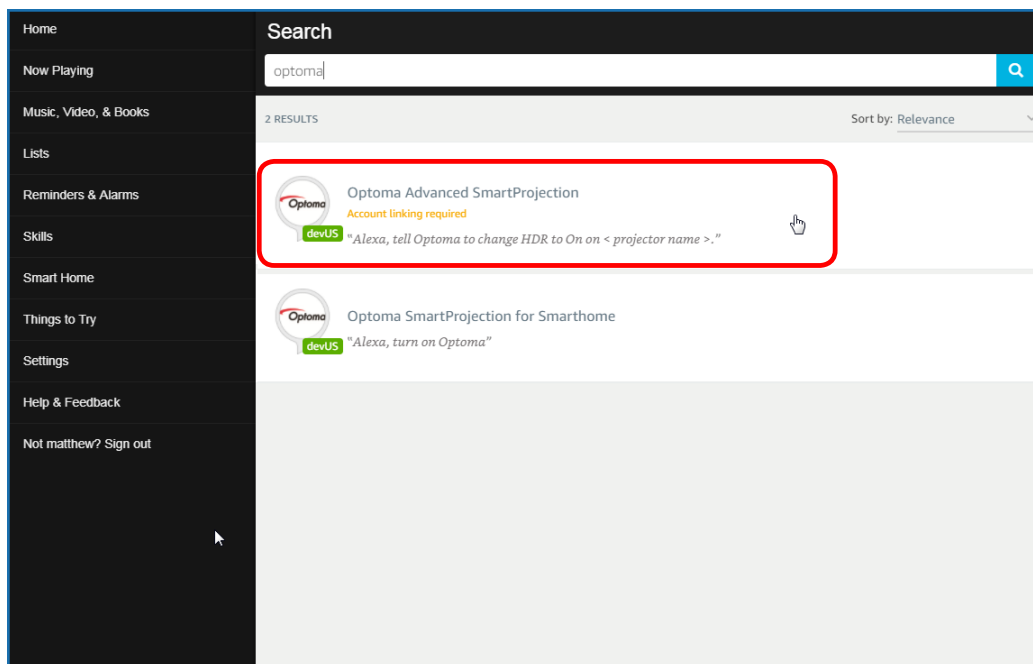 Home
Now Playing
Music, Video, & Books
Lists
Reminders & Alarms
Skills
Smart Home
Things to Try
Settings
Help & Feedback
Not matthew? Sign out
Search
optoma
2 RESULTS
Sort by: Relevance
Optoma
devUS
Optoma Advanced SmartProjection
Account linking required
"Alexa, tell Optoma to change HDR to On on < projector name >."
Optoma
devUS
Optoma SmartProjection for Smarthome
"Alexa, turn on Optoma"